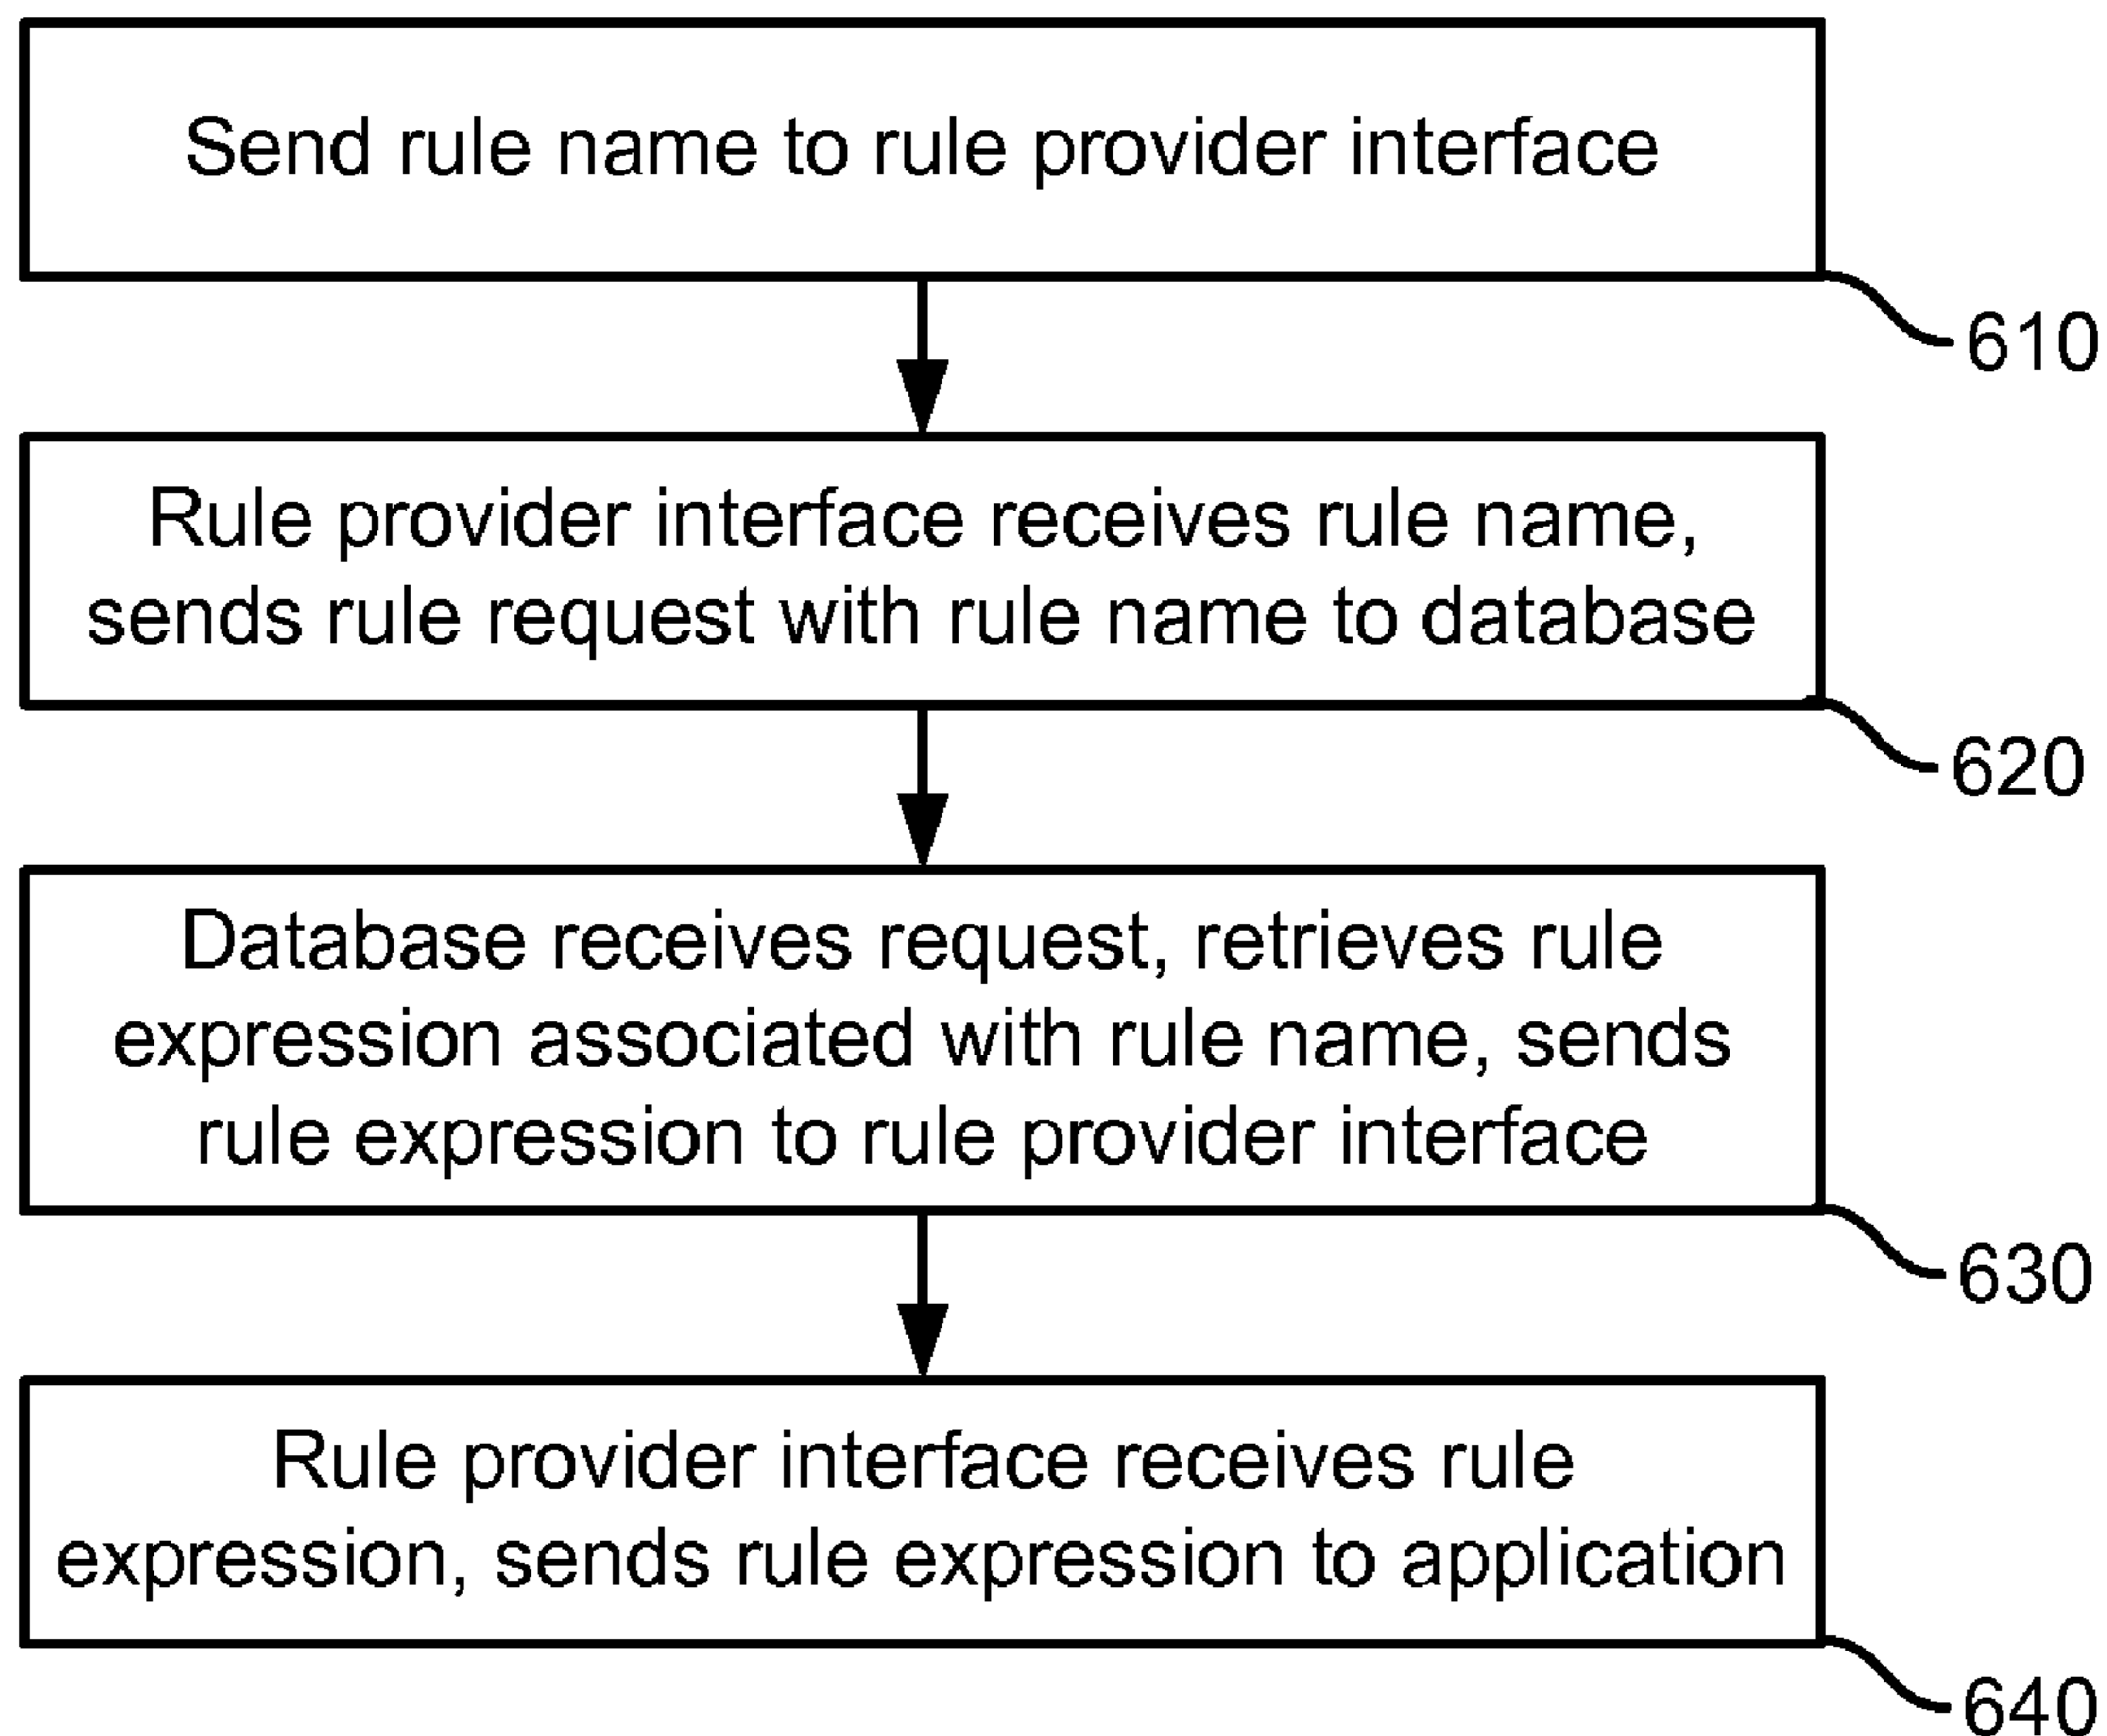 Send rule name to rule provider interface
610
Rule provider interface receives rule name,
sends rule request with rule name to database
620
Database receives request, retrieves rule
expression associated with rule name, sends
rule expression to rule provider interface
630
Rule provider interface receives rule
expression, sends rule expression to application
640